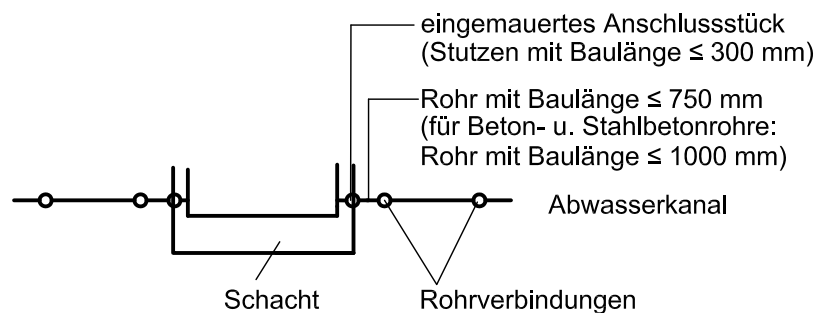 eingemauertes Anschlussstück
(Stutzen mit Baulänge ≤ 300 mm)
Rohr mit Baulänge ≤ 750 mm
(für Beton- u. Stahlbetonrohre:
Rohr mit Baulänge ≤ 1000 mm)
Abwasserkanal
Schacht
Rohrverbindungen